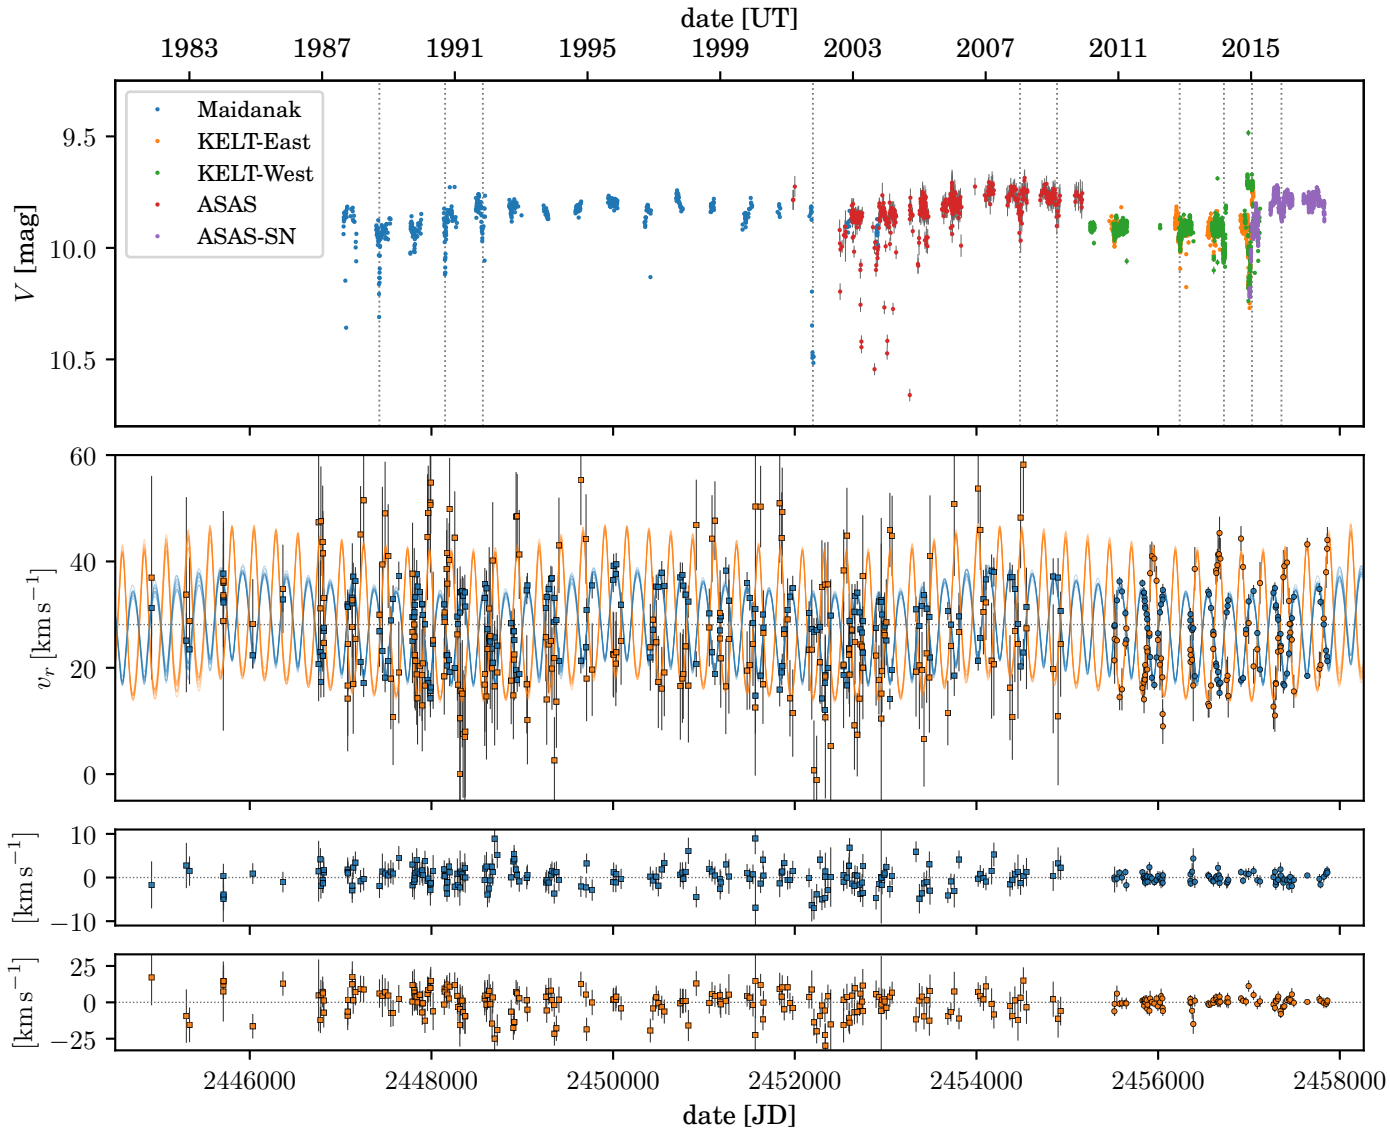 date [UT]
1983 1987 1991 1995 1999 2003 2007 2011 2015
Maidanak
KELT-East
KELT-West
ASAS
ASAS-SN
9.5
10.0
10.5
V [mag]
60
40
20
0
v_r [km s⁻¹]
10
0
−10
[km s⁻¹]
25
0
−25
[km s⁻¹]
2446000 2448000 2450000 2452000 2454000 2456000 2458000
date [JD]